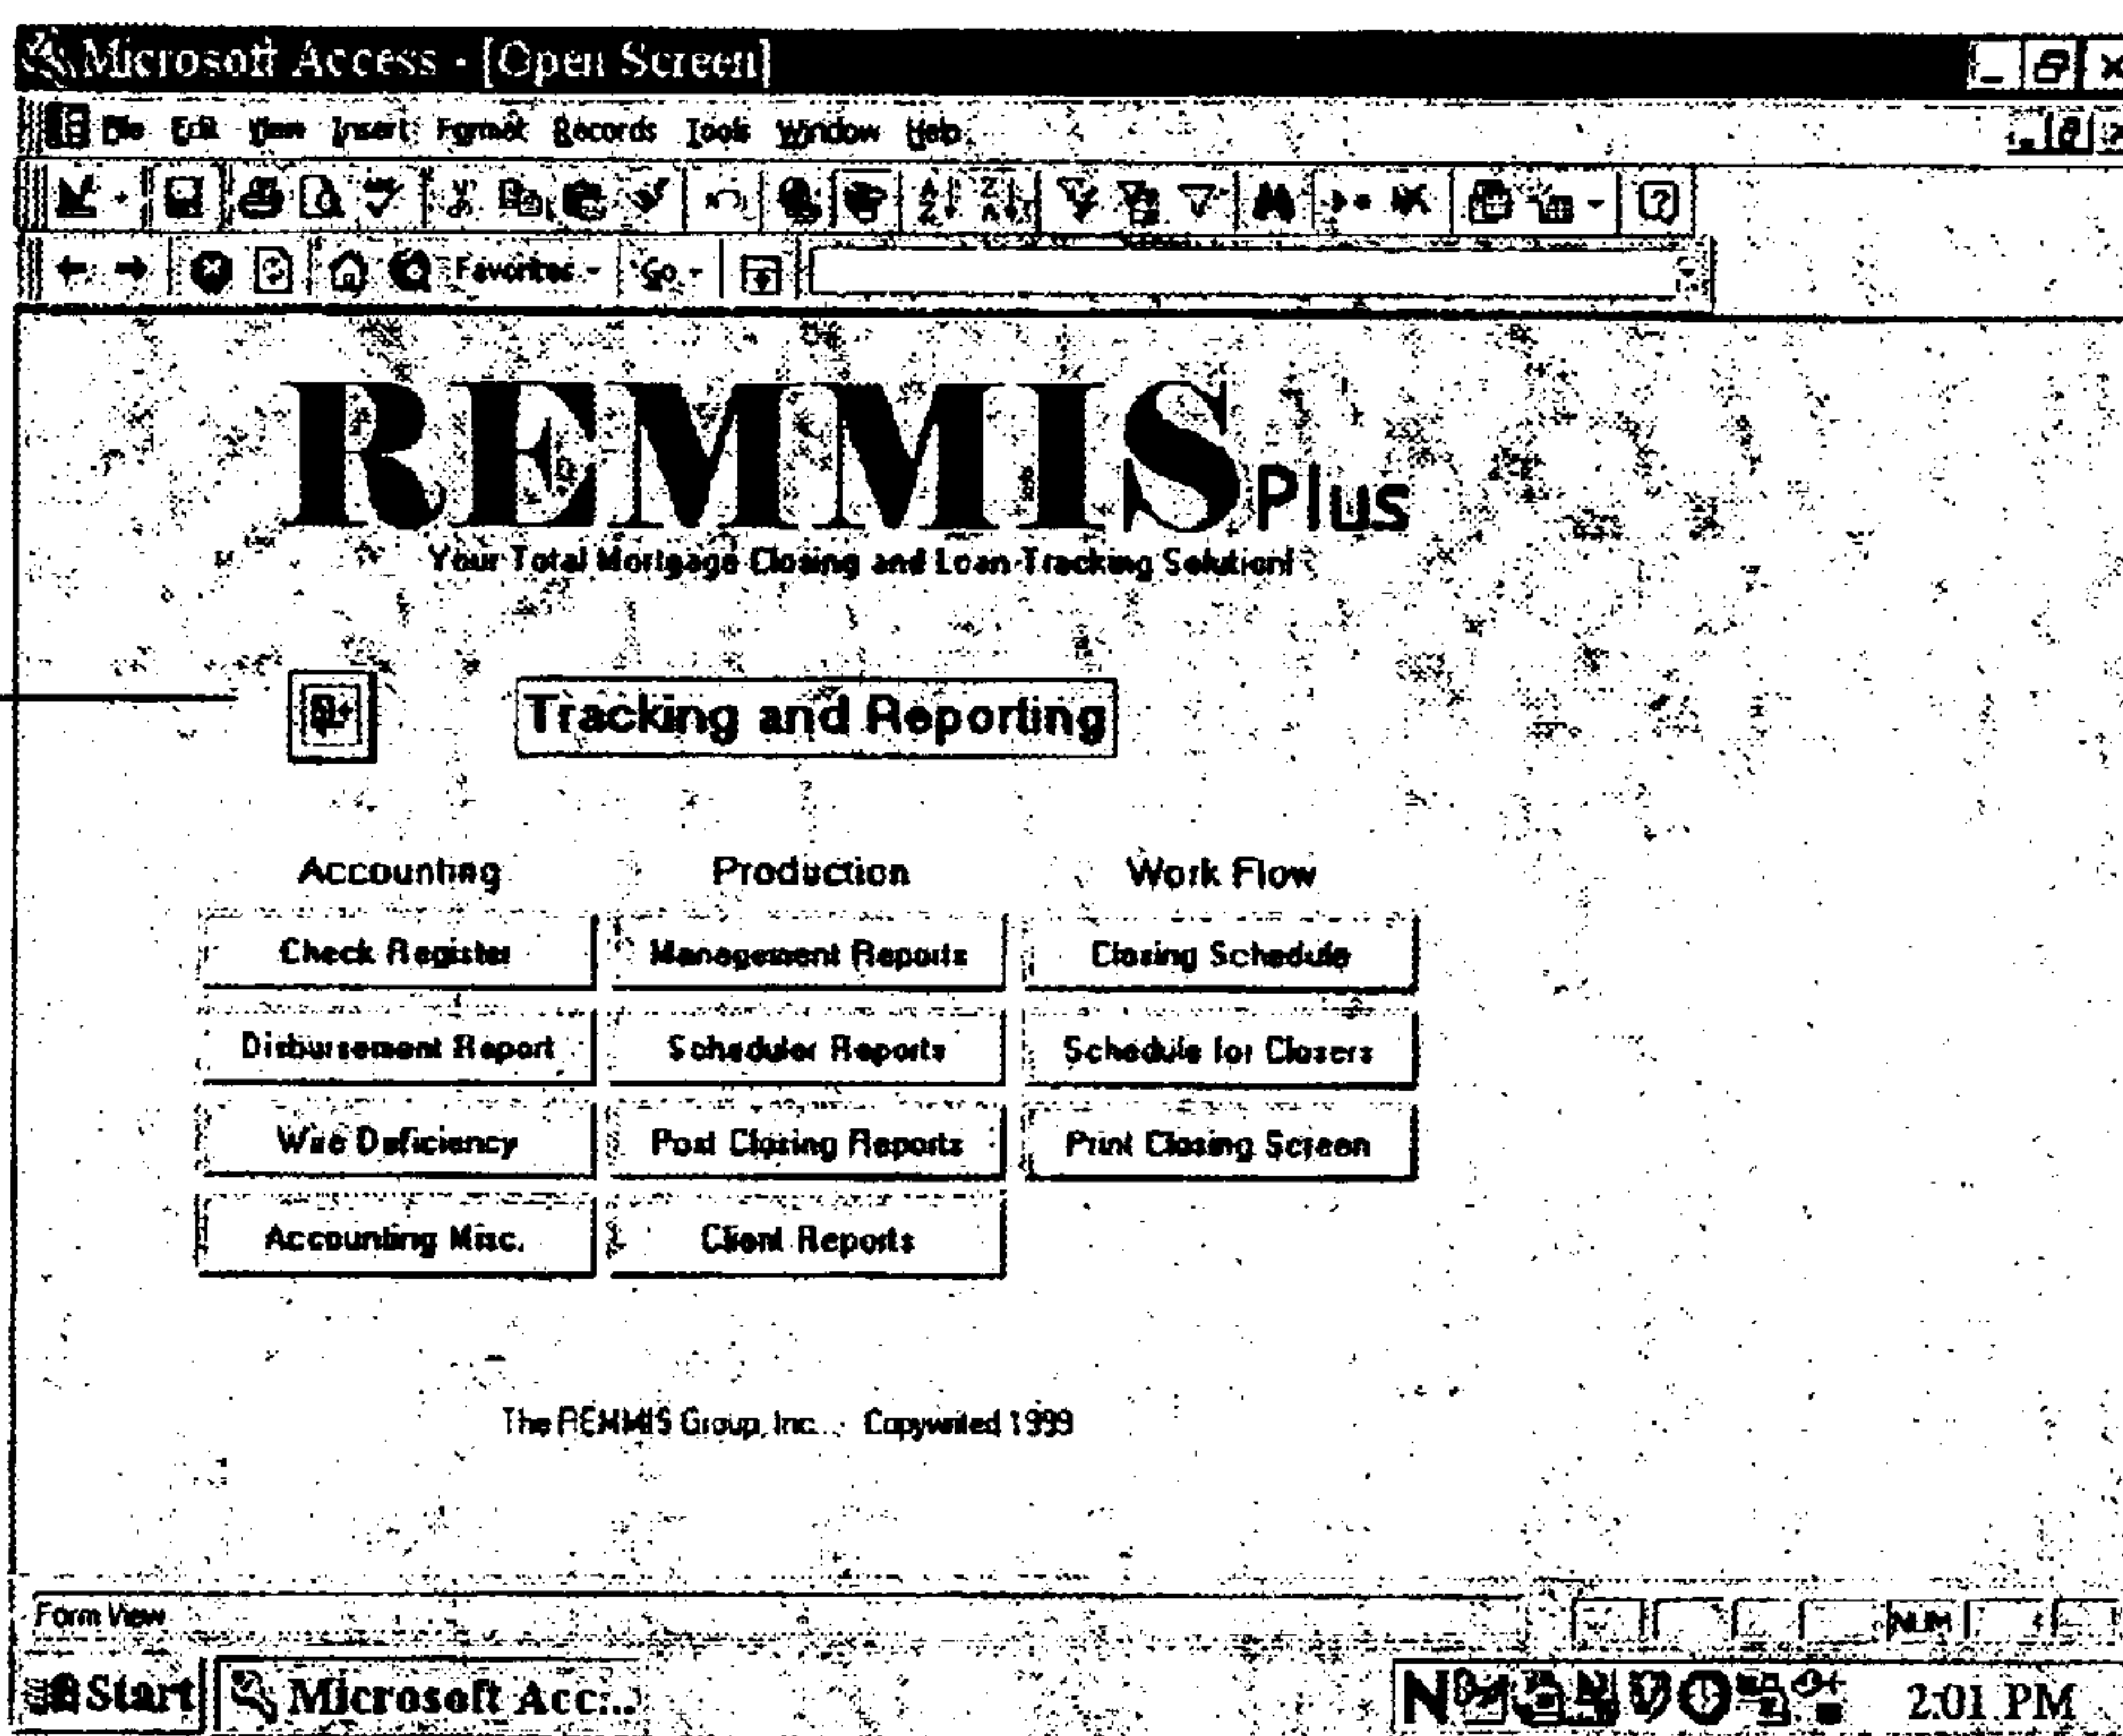 Microsoft Access - [Open Screen]
File Edit View Insert Format Records Tools Window Help
Favorites Go
REMMIS Plus
Your Total Mortgage Closing and Loan Tracking Solution!
Tracking and Reporting
Accounting Production Work Flow
Check Register Management Reports Closing Schedule
Disbursement Report Scheduler Reports Schedule for Closers
Wire Deficiency Post Closing Reports Print Closing Screen
Accounting Misc. Client Reports
The REMMIS Group, Inc. Copywrited 1999
Form View NUM
Start Microsoft Acc... 2:01 PM